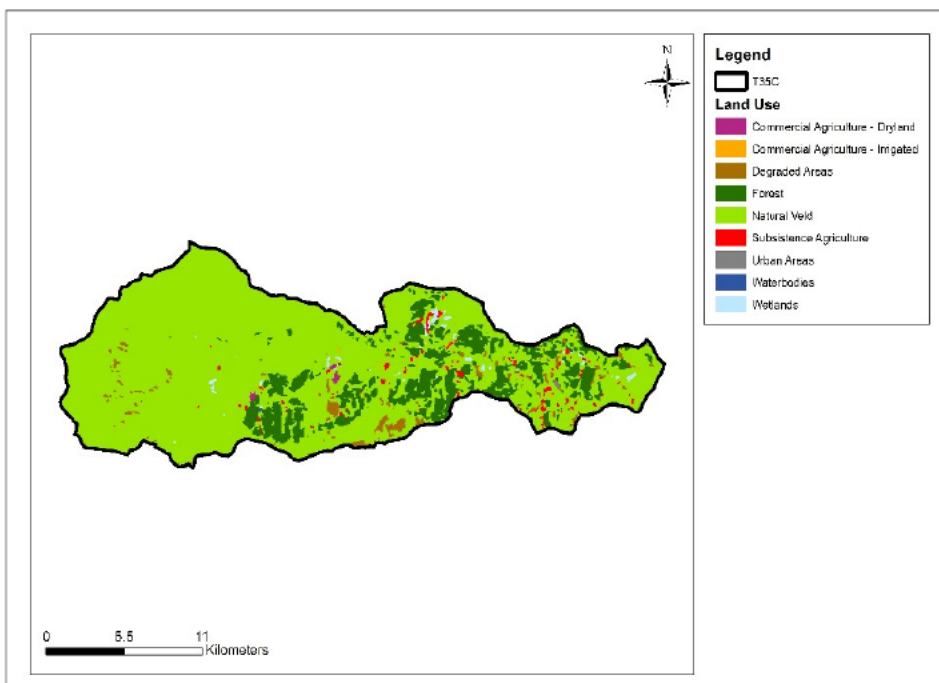 N
Legend
T35C
Land Use
Commercial Agriculture - Dryland
Commercial Agriculture - Irrigated
Degraded Areas
Forest
Natural Veld
Subsistence Agriculture
Urban Areas
Waterbodies
Wetlands
0 5.5 11
Kilometers